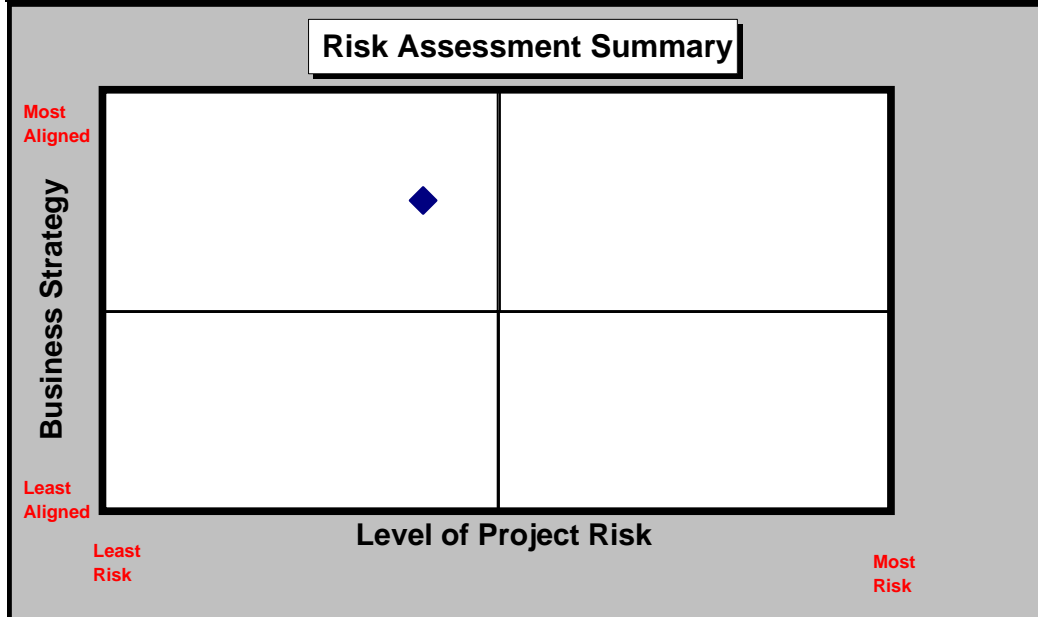 Risk Assessment Summary
Most
Aligned
Business Strategy
Least
Aligned
Level of Project Risk
Least
Risk
Most
Risk